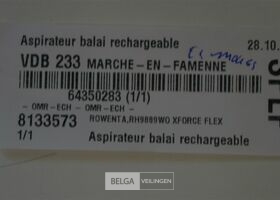 Aspirateur balai rechargeable 28.10.
VDB 233 MARCHE-EN-FAMENNE
64350283 (1/1)
- OMR-ECH - OMR-ECH -
8133573 ROWENTA,RH9889WO XFORCE FLEX
1/1 Aspirateur balai rechargeable
BELGA VEILINGEN